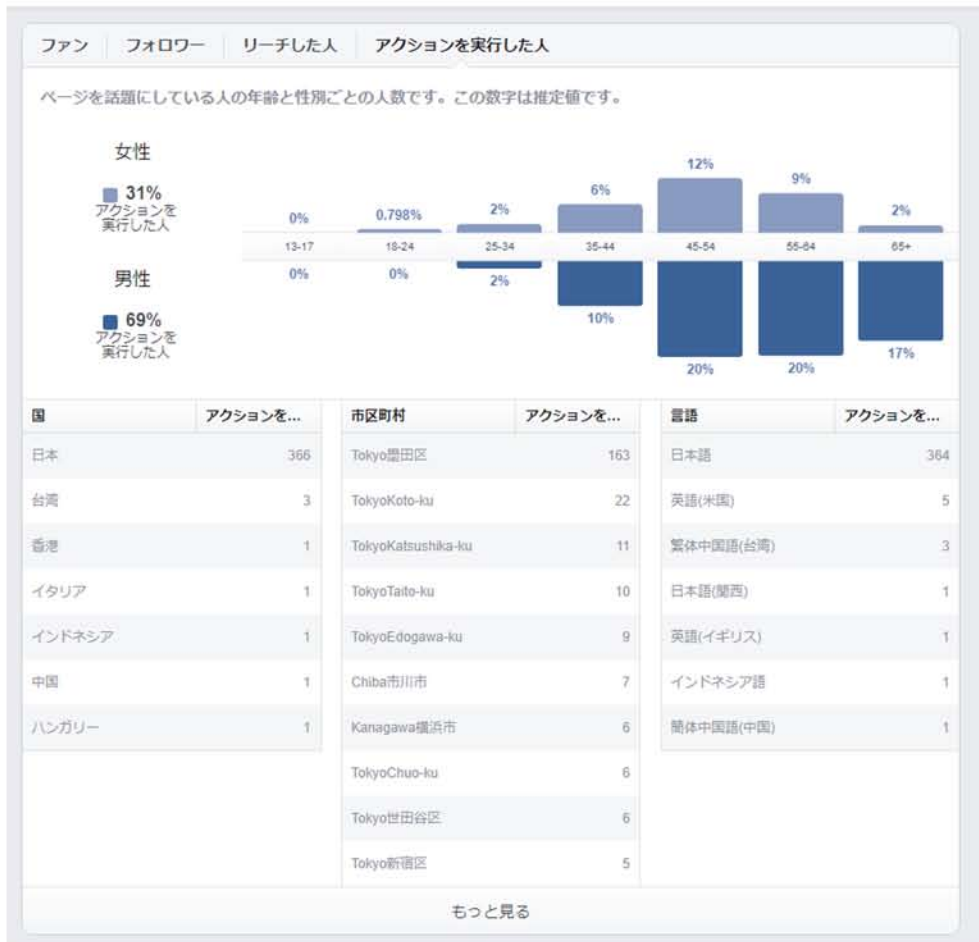 ファン フォロワー リーチした人 アクションを実行した人
ページを話題にしている人の年齢と性別ごとの人数です。この数字は推定値です。
女性
31%
アクションを
実行した人
0% 0.798% 2% 6% 12% 9% 2%
13-17 18-24 25-34 35-44 45-54 55-64 65+
男性
69%
アクションを
実行した人
0% 0% 2% 10% 20% 20% 17%
国 アクションを... 市区町村 アクションを... 言語 アクションを...
日本 366 Tokyo墨田区 163 日本語 364
台湾 3 TokyoKoto-ku 22 英語(米国) 5
香港 1 TokyoKatsushika-ku 11 繁体中国語(台湾) 3
イタリア 1 TokyoTaito-ku 10 日本語(関西) 1
インドネシア 1 TokyoEdogawa-ku 9 英語(イギリス) 1
中国 1 Chiba市川市 7 インドネシア語 1
ハンガリー 1 Kanagawa横浜市 6 簡体中国語(中国) 1
TokyoChuo-ku 6
Tokyo世田谷区 6
Tokyo新宿区 5
もっと見る